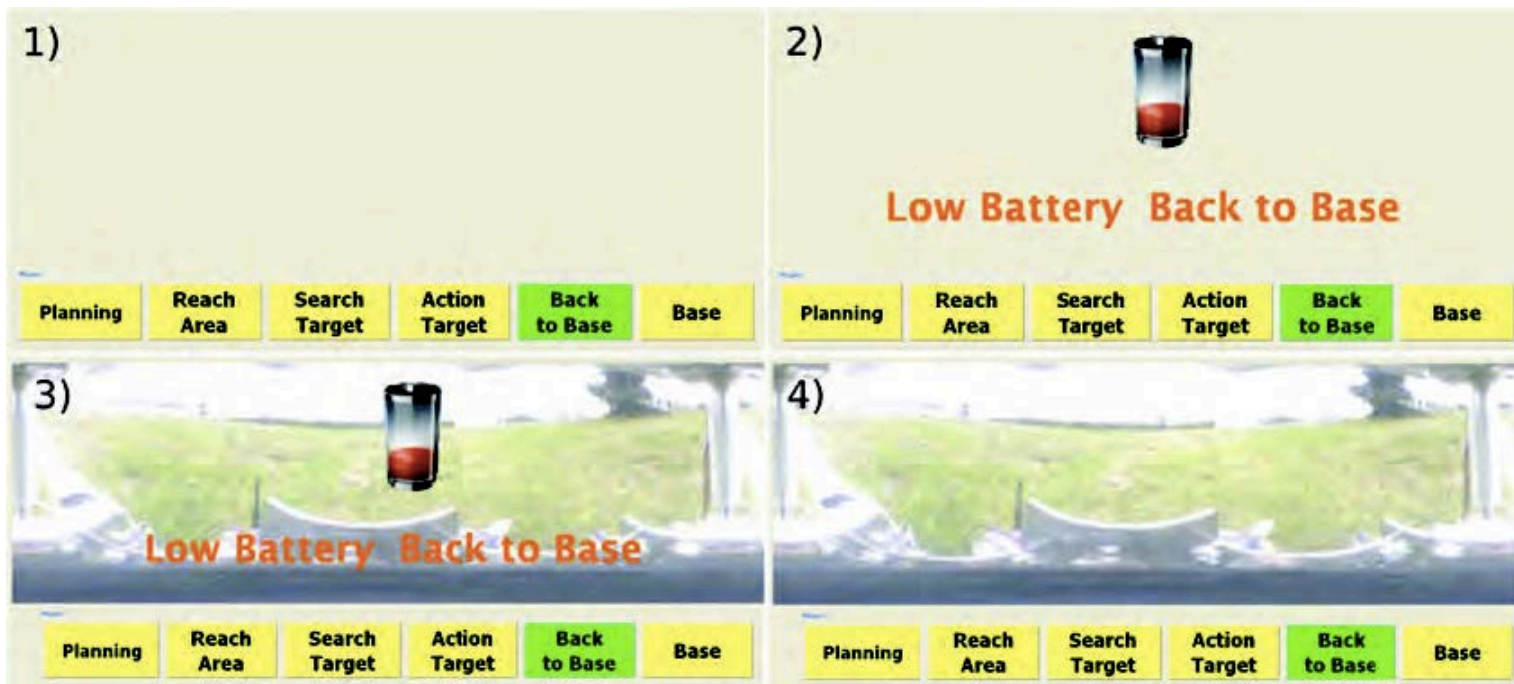 1)
Planning
Reach
Area
Search
Target
Action
Target
Back
to Base
Base
2)
Low Battery Back to Base
Planning
Reach
Area
Search
Target
Action
Target
Back
to Base
Base
3)
Low Battery Back to Base
Planning
Reach
Area
Search
Target
Action
Target
Back
to Base
Base
4)
Planning
Reach
Area
Search
Target
Action
Target
Back
to Base
Base